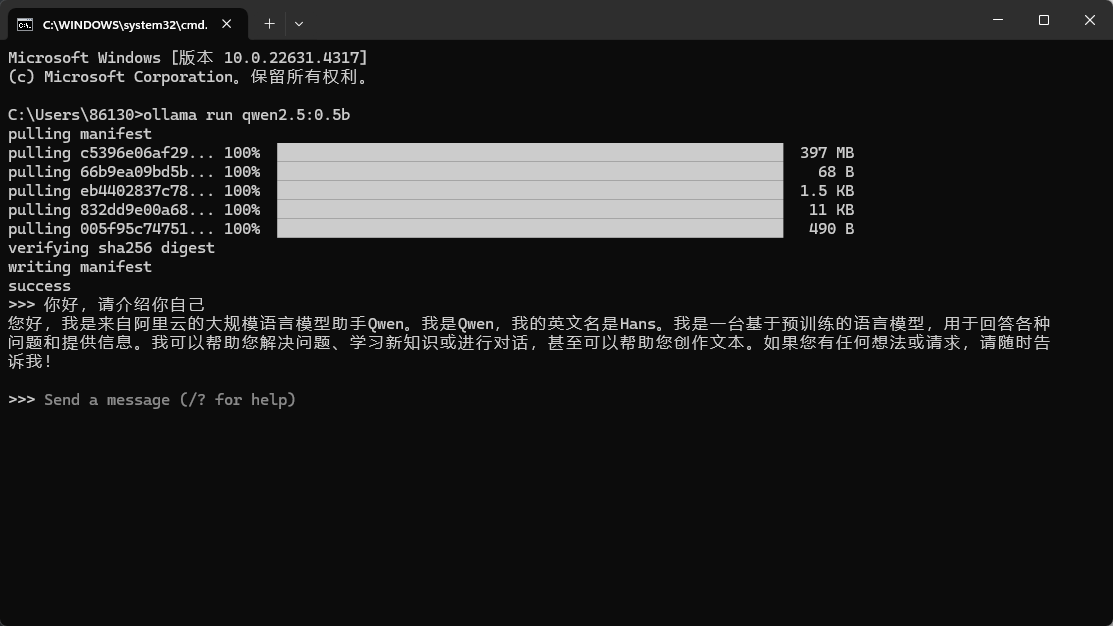 C:\WINDOWS\system32\cmd.
Microsoft Windows [版本 10.0.22631.4317]
(c) Microsoft Corporation。保留所有权利。
C:\Users\86130>ollama run qwen2.5:0.5b
pulling manifest
pulling c5396e06af29... 100% 397 MB
pulling 66b9ea09bd5b... 100% 68 B
pulling eb4402837c78... 100% 1.5 KB
pulling 832dd9e00a68... 100% 11 KB
pulling 005f95c74751... 100% 490 B
verifying sha256 digest
writing manifest
success
>>> 你好，请介绍你自己
您好，我是来自阿里云的大规模语言模型助手Qwen。我是Qwen，我的英文名是Hans。我是一台基于预训练的语言模型，用于回答各种
问题和提供信息。我可以帮助您解决问题、学习新知识或进行对话，甚至可以帮助您创作文本。如果您有任何想法或请求，请随时告
诉我！
>>> Send a message (/? for help)